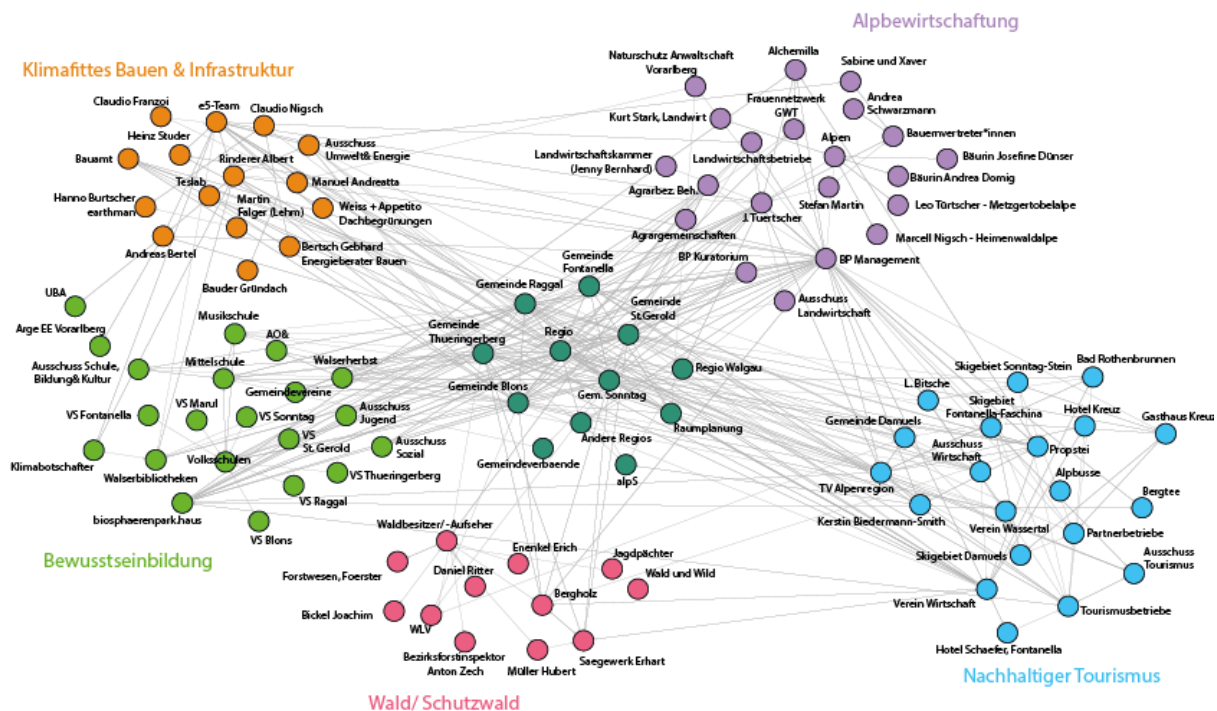 Alpbewirtschaftung
Klimafittes Bauen & Infrastruktur
Claudio Franzoi
e5-Team
Claudio Nigsch
Heinz Studer
Bauamt
Rinderer Albert
Ausschuss
Umwelt& Energie
Teslab
Manuel Andreatta
Hanno Burtscher
earthman
Martin
Falger (Lehm)
Weiss + Appetito
Dachbegrünungen
Andreas Bertel
Bertsch Gebhard
Energieberater Bauen
Bauder Gründach
Naturschutz Anwaltschaft
Vorarlberg
Alchemilla
Sabine und Xaver
Kurt Stark, Landwirt
Frauennetzwerk
GWT
Andrea
Schwarzmann
Alpen
Bauernvertreter*innen
Landwirtschaftskammer
(Jenny Bernhard)
Landwirtschaftsbetriebe
Bäurin Josefine Dünser
Agrarbez. Beh.
Bäurin Andrea Domig
Stefan Martin
J. Tuertscher
Leo Türtscher - Metzgertobelalpe
Agrargemeinschaften
Marcell Nigsch - Heimenwaldalpe
BP Kuratorium
BP Management
Ausschuss
Landwirtschaft
Gemeinde
Fontanella
Gemeinde Raggal
Gemeinde
St.Gerold
Gemeinde
Thueringerberg
Regio
Regio Walgau
Gemeinde Blons
Gem. Sonntag
Raumplanung
Andere Regios
Gemeindeverbaende
alpS
UBA
Arge EE Vorarlberg
Musikschule
AO&
Ausschuss Schule,
Bildung& Kultur
Mittelschule
Walserherbst
Gemeindevereine
VS Fontanella
VS Marul
VS Sonntag
Ausschuss
Jugend
VS
St. Gerold
Ausschuss
Sozial
Klimabotschafter
Walserbibliotheken
Volksschulen
VS Thueringerberg
VS Raggal
biosphaerenpark.haus
VS Blons
Bewusstseinbildung
Skigebiet Sonntag-Stein
Bad Rothenbrunnen
L. Bitsche
Skigebiet
Fontanella-Faschina
Hotel Kreuz
Gasthaus Kreuz
Gemeinde Damuels
Ausschuss
Wirtschaft
Propstei
TV Alpenregion
Alpbusse
Bergtee
Kerstin Biedermann-Smith
Verein Wassertal
Partnerbetriebe
Skigebiet Damuels
Ausschuss
Tourismus
Verein Wirtschaft
Tourismusbetriebe
Hotel Schaefer, Fontanella
Nachhaltiger Tourismus
Waldbesitzer/ -Aufseher
Enenkel Erich
Jagdpächter
Forstwesen, Foerster
Daniel Ritter
Wald und Wild
Bergholz
Bickel Joachim
WLV
Bezirksforstinspektor
Anton Zech
Müller Hubert
Saegewerk Erhart
Wald/ Schutzwald